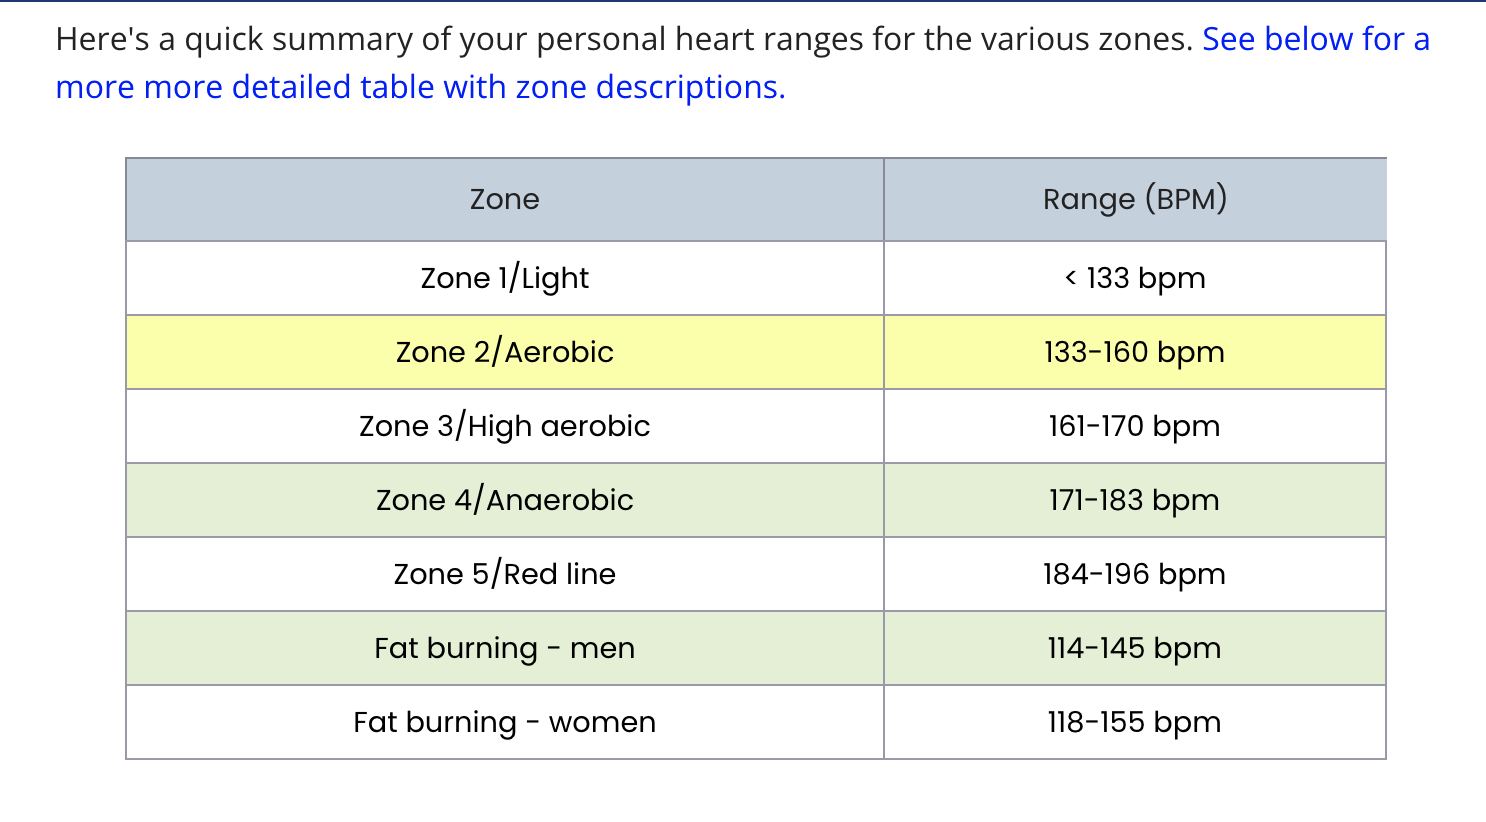 Here's a quick summary of your personal heart ranges for the various zones. See below for a
more more detailed table with zone descriptions.
Zone Range (BPM)
Zone 1/Light < 133 bpm
Zone 2/Aerobic 133-160 bpm
Zone 3/High aerobic 161-170 bpm
Zone 4/Anaerobic 171-183 bpm
Zone 5/Red line 184-196 bpm
Fat burning - men 114-145 bpm
Fat burning - women 118-155 bpm